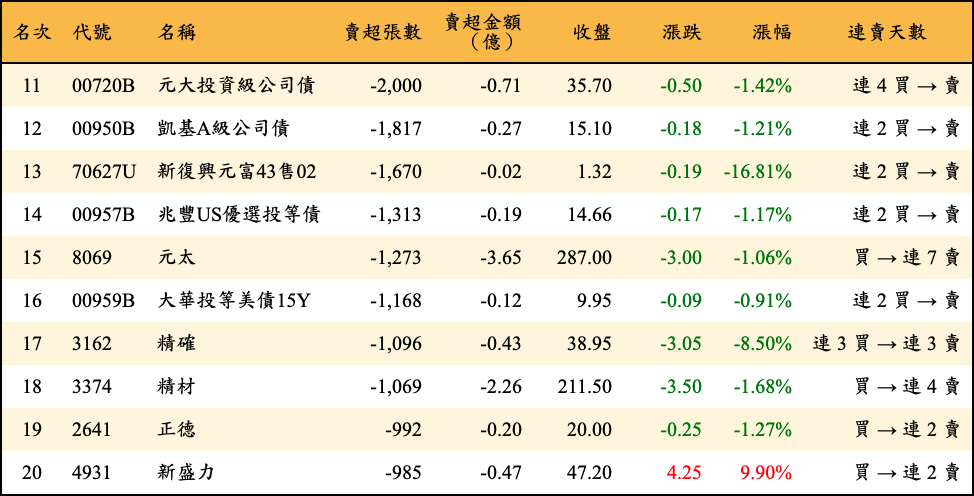 名次 代號 名稱 賣超張數 賣超金額（億） 收盤 漲跌 漲幅 連賣天數
11 00720B 元大投資級公司債 -2,000 -0.71 35.70 -0.50 -1.42% 連 4 買 → 賣
12 00950B 凱基A級公司債 -1,817 -0.27 15.10 -0.18 -1.21% 連 2 買 → 賣
13 70627U 新復興元富43售02 -1,670 -0.02 1.32 -0.19 -16.81% 連 2 買 → 賣
14 00957B 兆豐US優選投等債 -1,313 -0.19 14.66 -0.17 -1.17% 連 2 買 → 賣
15 8069 元太 -1,273 -3.65 287.00 -3.00 -1.06% 買 → 連 7 賣
16 00959B 大華投等美債15Y -1,168 -0.12 9.95 -0.09 -0.91% 連 2 買 → 賣
17 3162 精確 -1,096 -0.43 38.95 -3.05 -8.50% 連 3 買 → 連 3 賣
18 3374 精材 -1,069 -2.26 211.50 -3.50 -1.68% 買 → 連 4 賣
19 2641 正德 -992 -0.20 20.00 -0.25 -1.27% 買 → 連 2 賣
20 4931 新盛力 -985 -0.47 47.20 4.25 9.90% 買 → 連 2 賣